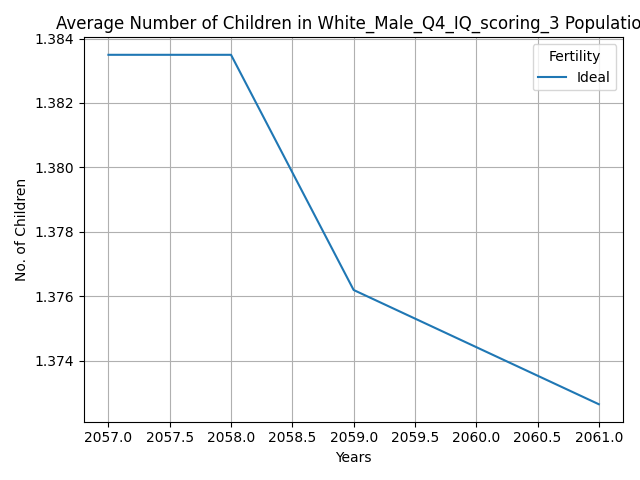 Average Number of Children in White_Male_Q4_IQ_scoring_3 Populatio
1.384
1.382
1.380
1.378
1.376
1.374
No. of Children
Fertility
Ideal
2057.0 2057.5 2058.0 2058.5 2059.0 2059.5 2060.0 2060.5 2061.0
Years